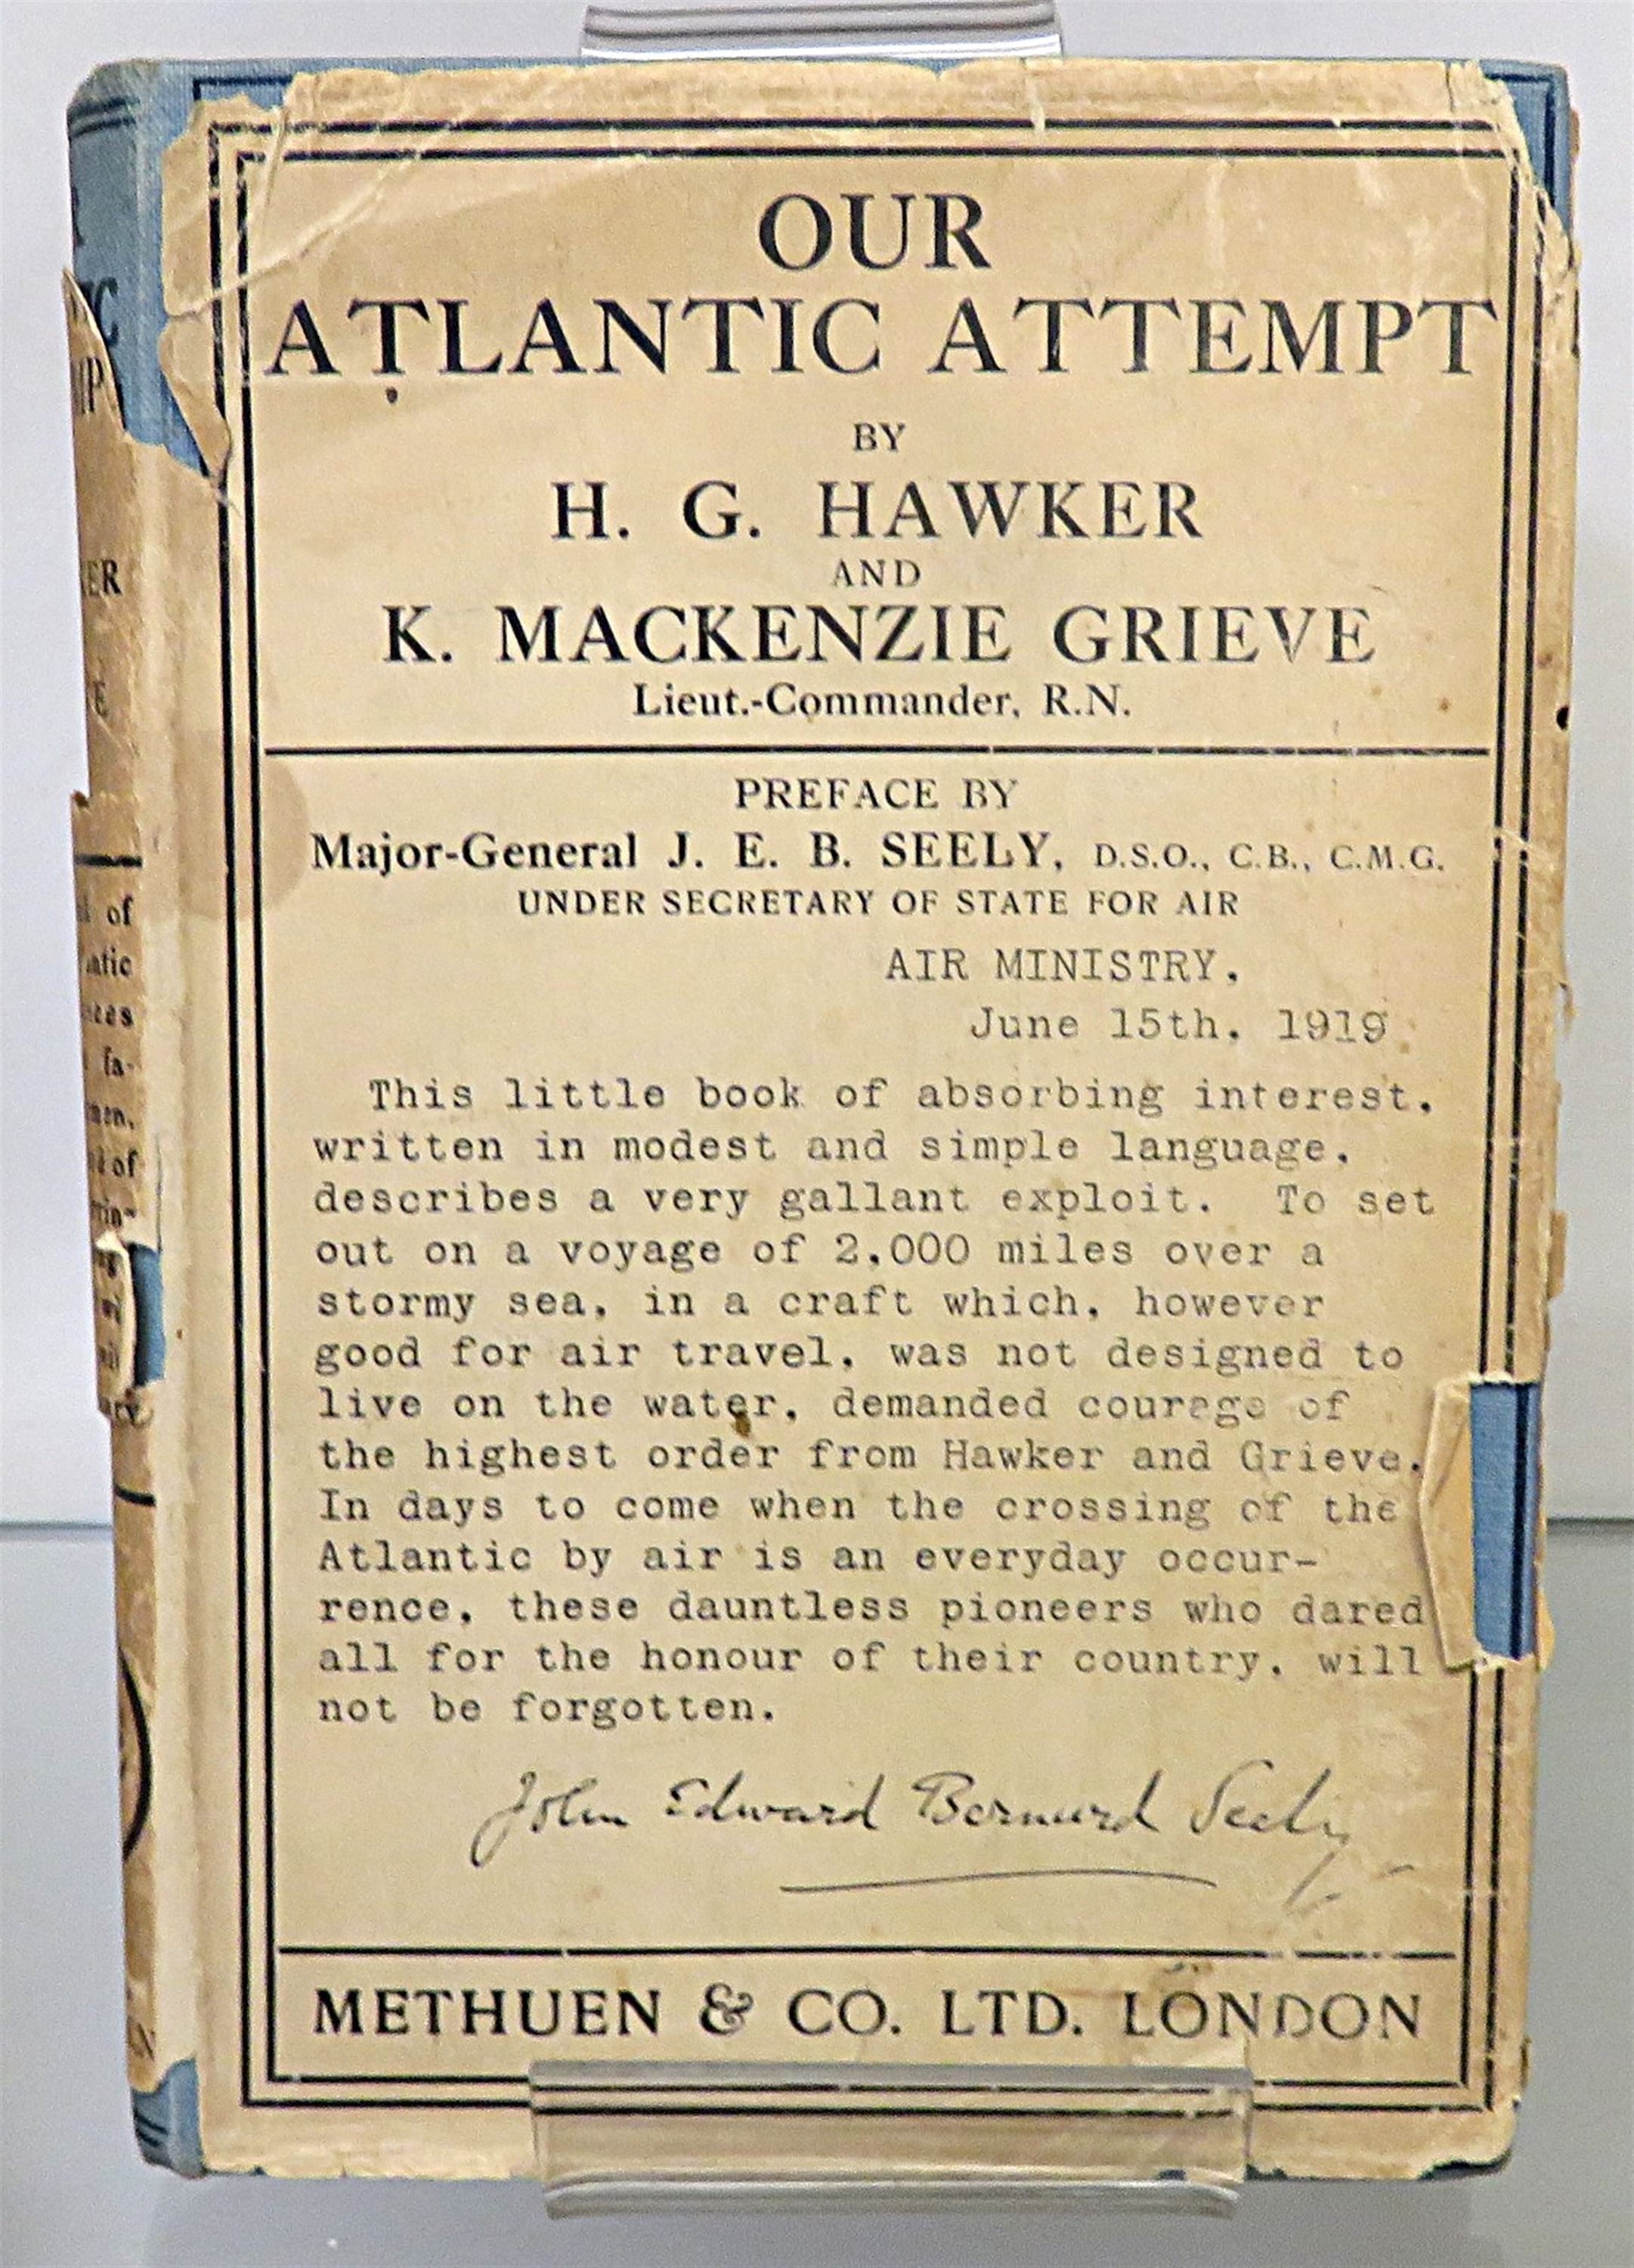 OUR
ATLANTIC ATTEMPT
BY
H. G. HAWKER
AND
K. MACKENZIE GRIEVE
Lieut.-Commander, R.N.
PREFACE BY
Major-General J. E. B. SEELY, D.S.O., C.B., C.M.G.
UNDER SECRETARY OF STATE FOR AIR
AIR MINISTRY,
June 15th, 1919
This little book of absorbing interest,
written in modest and simple language,
describes a very gallant exploit. To set
out on a voyage of 2,000 miles over a
stormy sea, in a craft which, however
good for air travel, was not designed to
live on the water, demanded courage of
the highest order from Hawker and Grieve.
In days to come when the crossing of the
Atlantic by air is an everyday occur-
rence, these dauntless pioneers who dared
all for the honour of their country, will
not be forgotten.
John Edward Bernard Seely
METHUEN & CO. LTD. LONDON